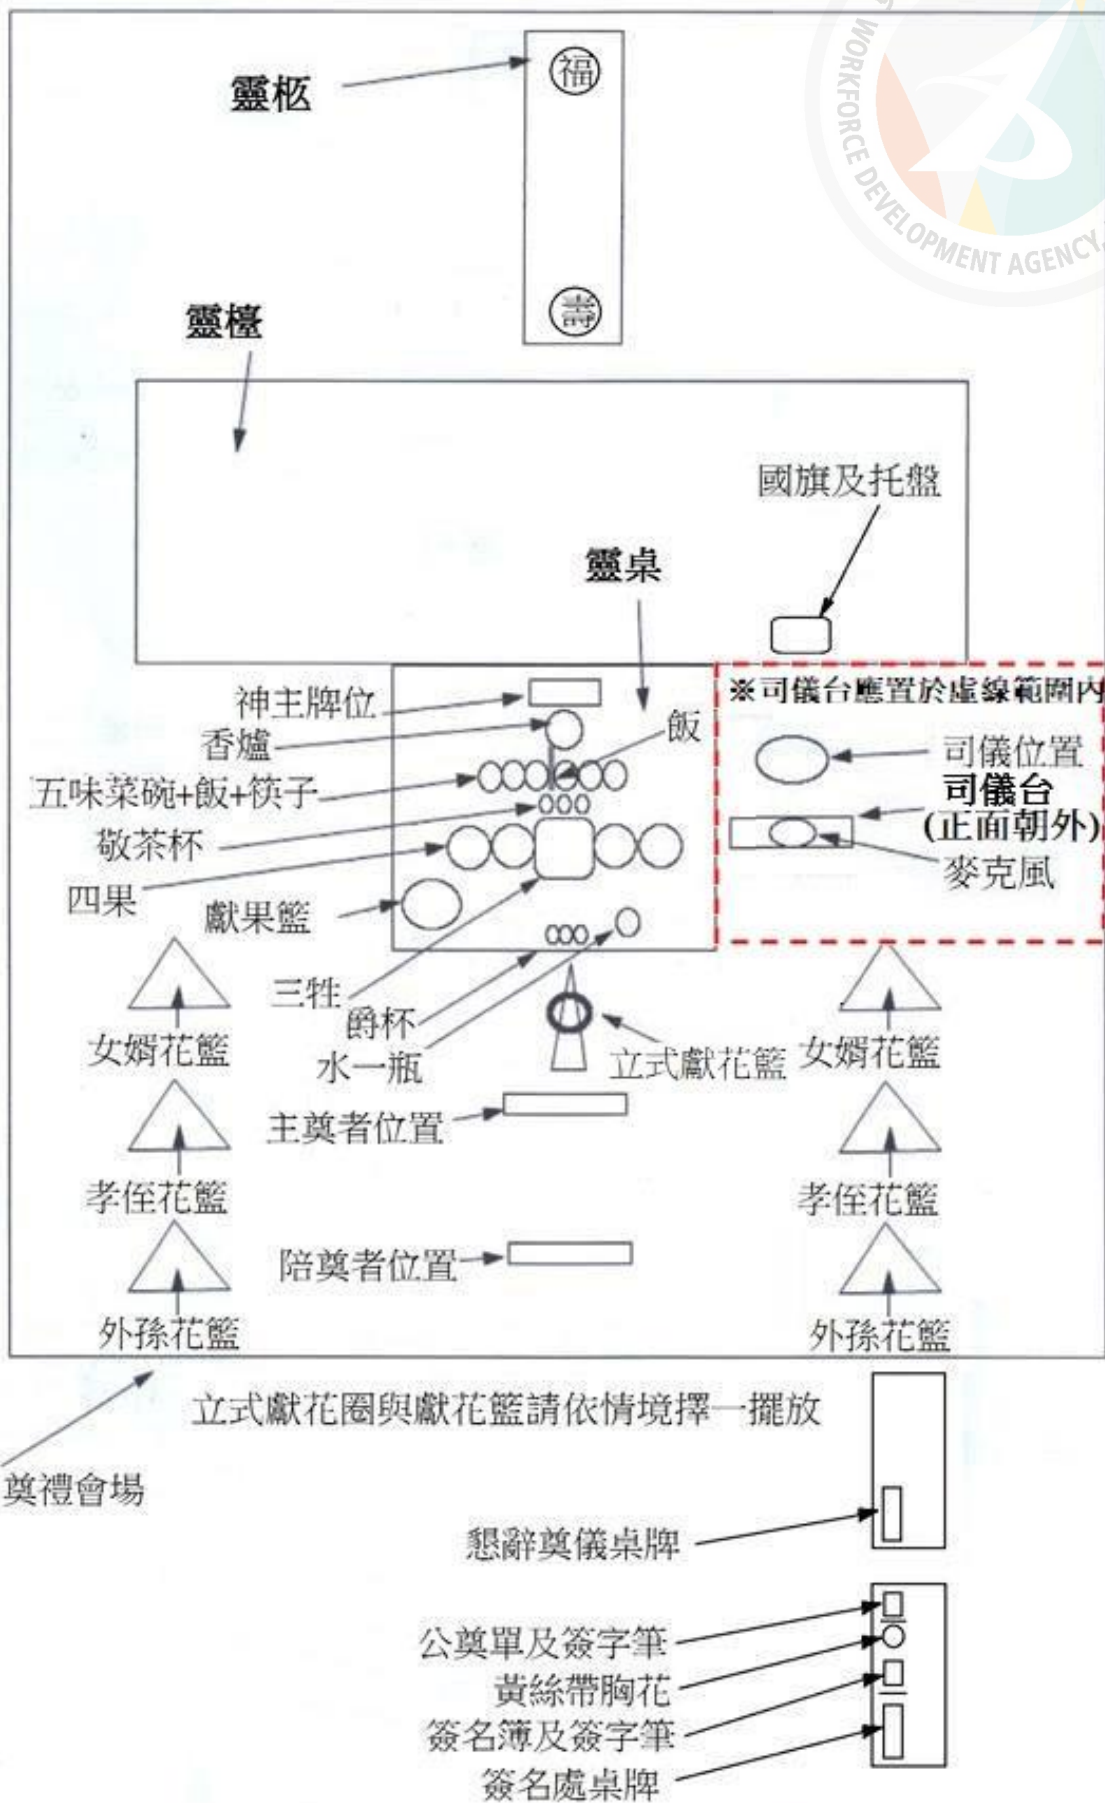 WORKFORCE DEVELOPMENT AGENCY,
福
靈柩
壽
靈檯
國旗及托盤
靈桌
※司儀台應置於虛線範圍內
神主牌位
飯
香爐
司儀位置
五味菜碗+飯+筷子
司儀台
(正面朝外)
敬茶杯
麥克風
四果
獻果籃
三牲
爵杯
水一瓶
立式獻花籃
女婿花籃
女婿花籃
主奠者位置
孝侄花籃
孝侄花籃
陪奠者位置
外孫花籃
外孫花籃
立式獻花圈與獻花籃請依情境擇一擺放
奠禮會場
懇辭奠儀桌牌
公奠單及簽字筆
黃絲帶胸花
簽名簿及簽字筆
簽名處桌牌